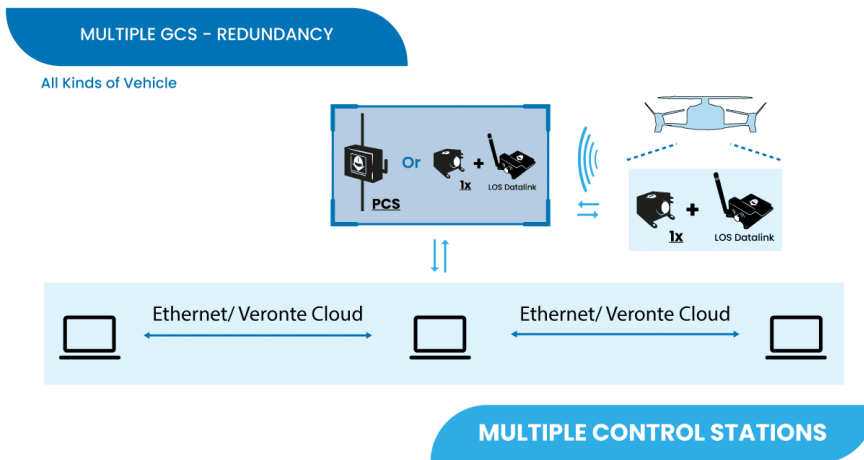 MULTIPLE GCS - REDUNDANCY
All Kinds of Vehicle
Or
+
1x
LOS Datalink
PCS
+
1x
LOS Datalink
Ethernet/ Veronte Cloud
Ethernet/ Veronte Cloud
MULTIPLE CONTROL STATIONS